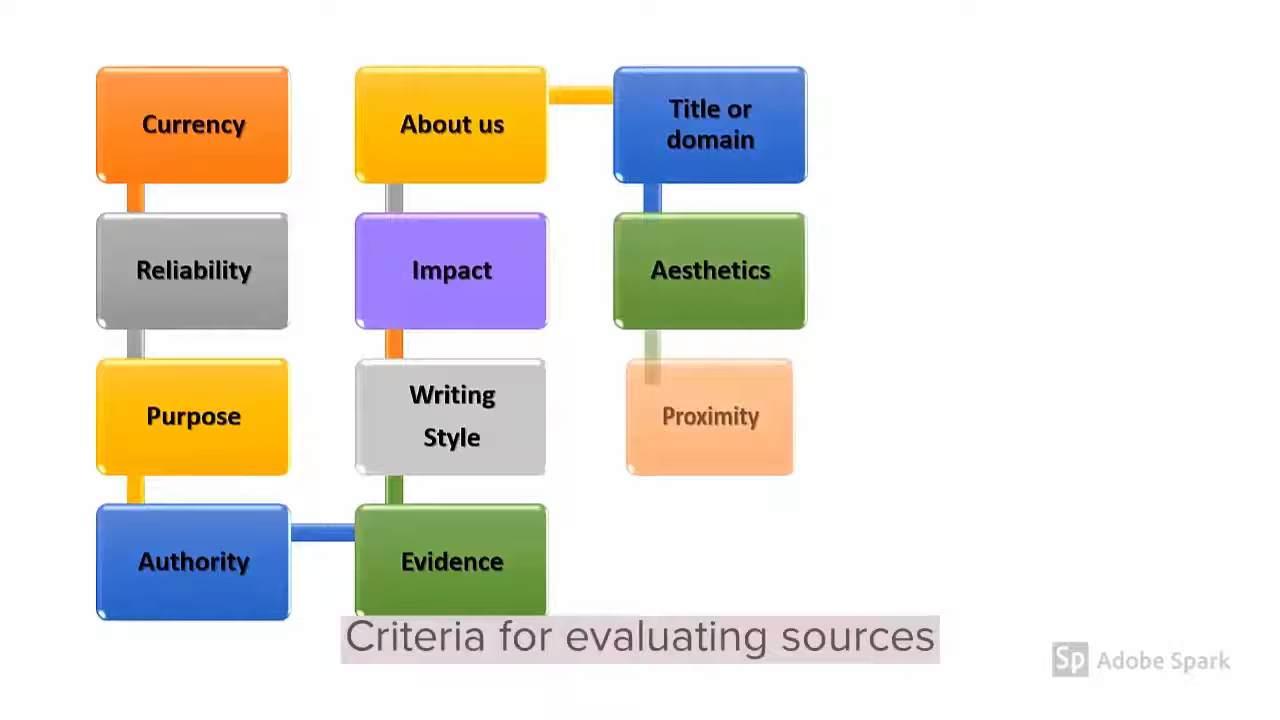 Currency
Reliability
Purpose
Authority
Evidence
Writing
Style
Impact
About us
Title or
domain
Aesthetics
Proximity
Criteria for evaluating sources
Sp Adobe Spark